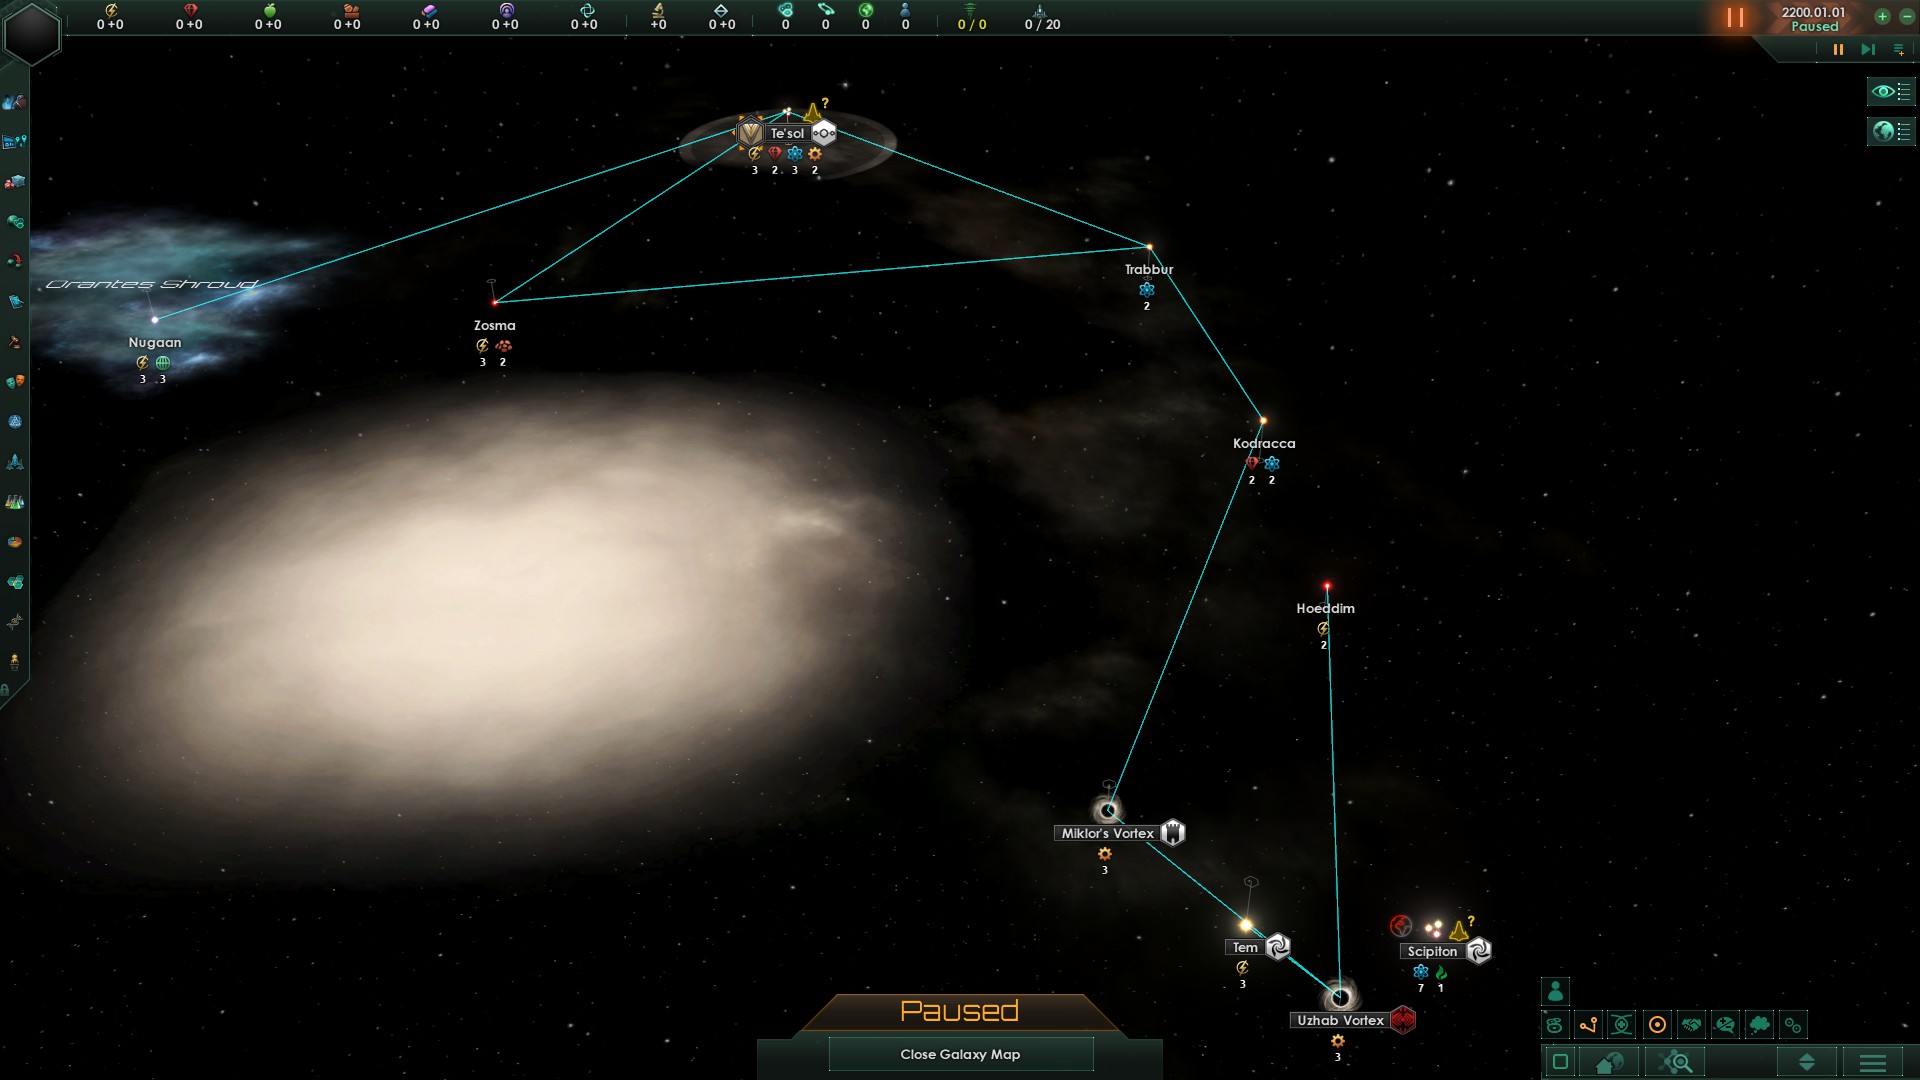 0 +0 0 +0 0 +0 0 +0 0 +0 0 +0 0 +0 +0 0 +0 0 0 0 0 0 / 0 0 / 20
2200.01.01
Paused
?
Te'sol
3 2 3 2
Orantes Shroud
Nugaan
3 3
Zosma
3 2
Trabbur
2
Kodracca
2 2
Hoeddim
2
Miklor's Vortex
3
Tem
3
?
Scipiton
7 1
Uzhab Vortex
3
Paused
Close Galaxy Map